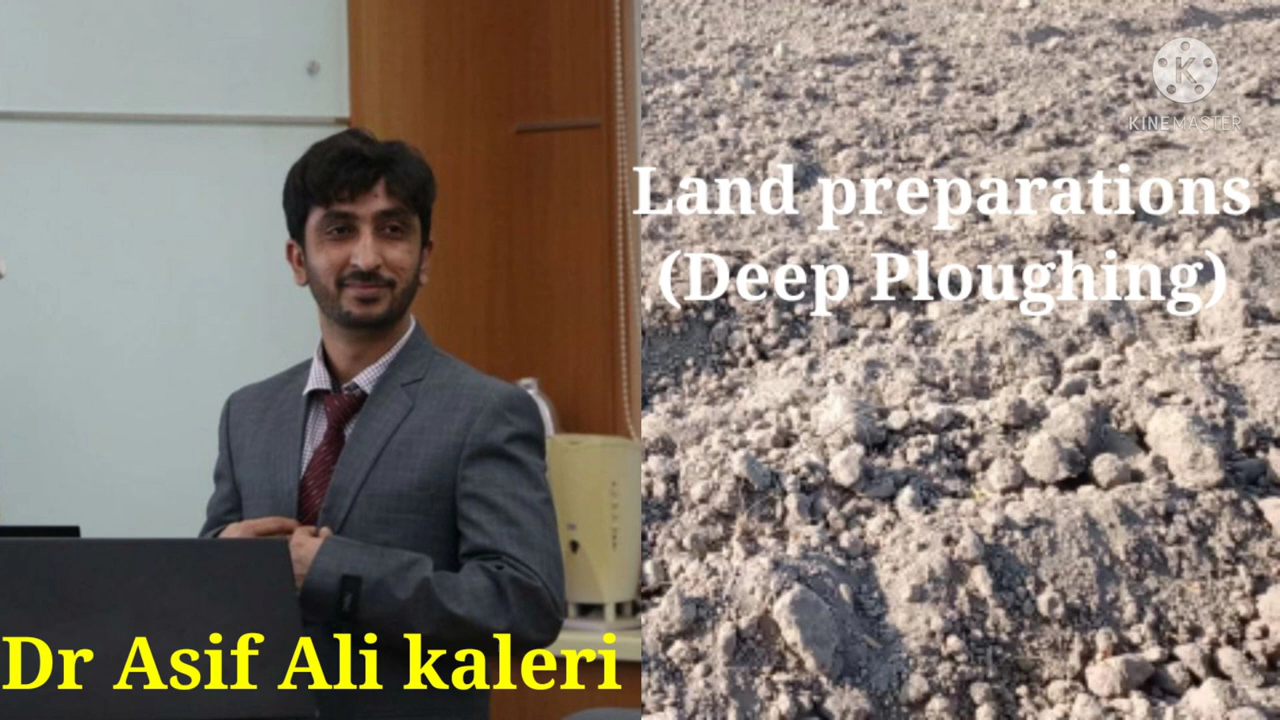 K
KINEMASTER
Land preparations
(Deep Ploughing)
Dr Asif Ali kaleri